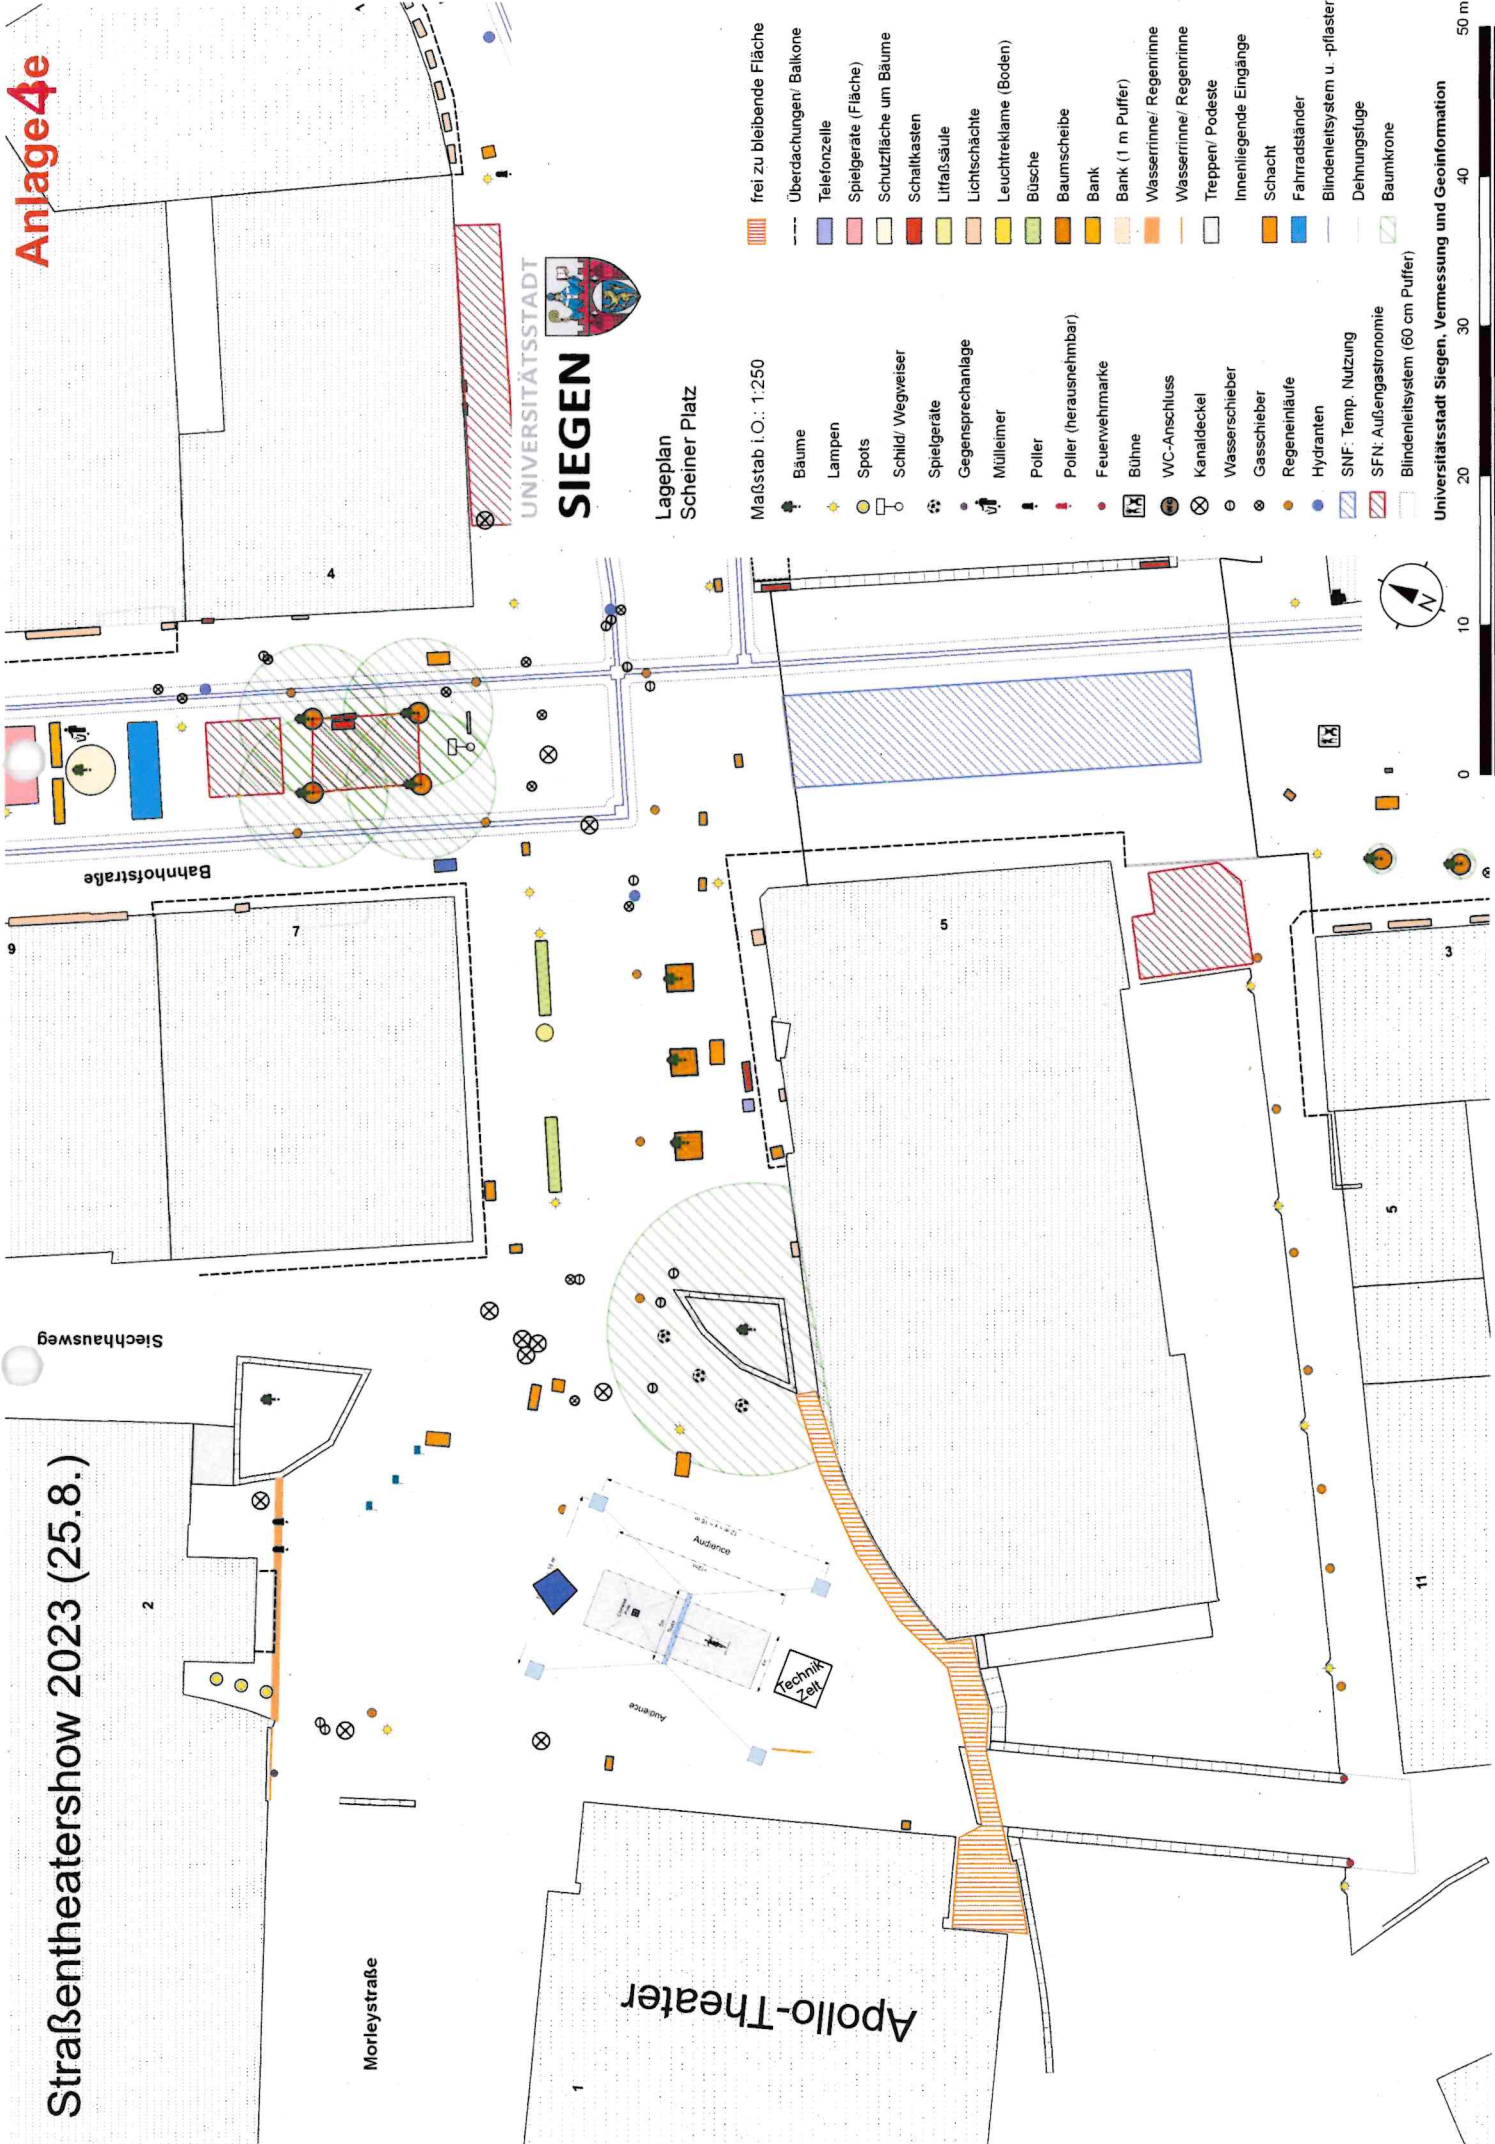 Straßentheatershow 2023 (25.8.)
Anlage 4
UNIVERSITÄTSSTADT
SIEGEN
Lageplan
Scheiner Platz
Maßstab i.O.: 1:250
Bäume
Lampen
Spots
Schild/ Wegweiser
Spielgeräte
Gegensprechanlage
Mülleimer
Poller
Poller (herausnehmbar)
Feuerwehrmarke
Bühne
WC-Anschluss
Kanaldeckel
Wasserschieber
Gasschieber
Regeneinläufe
Hydranten
SNF: Temp. Nutzung
SFN: Außengastronomie
Blindenleitsystem (60 cm Puffer)
frei zu bleibende Fläche
Überdachungen/ Balkone
Telefonzelle
Spielgeräte (Fläche)
Schutzfläche um Bäume
Schaltkasten
Litfaßsäule
Lichtschächte
Leuchtreklame (Boden)
Büsche
Baumscheibe
Bank
Bank (1 m Puffer)
Wasserrinne/ Regenrinne
Wasserrinne/ Regenrinne
Treppen/ Podeste
Innenliegende Eingänge
Schacht
Fahrradständer
Blindenleitsystem u. -pflaster
Dehnungsfuge
Baumkrone
Universitätsstadt Siegen, Vermessung und Geoinformation
0 10 20 30 40 50 m
N
Siechhausweg
Bahnhofstraße
Morleystraße
Apollo-Theater
Technik
Zelt
Audience
Audience
1
2
9
7
4
5
3
5
11
WC